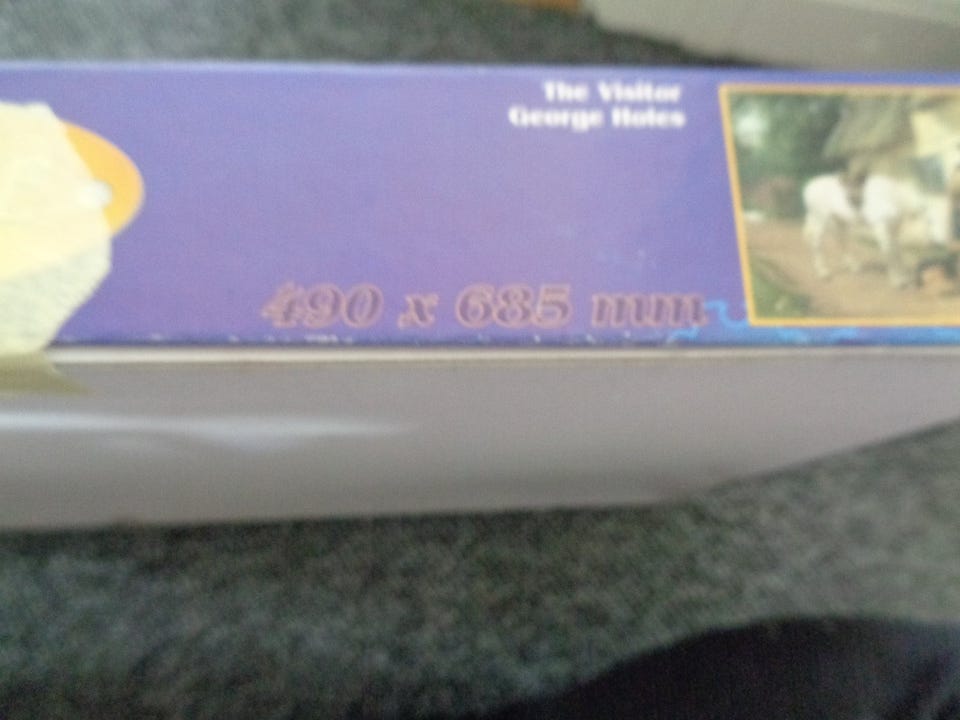 The Visitor
George Holes
490 x 685 mm